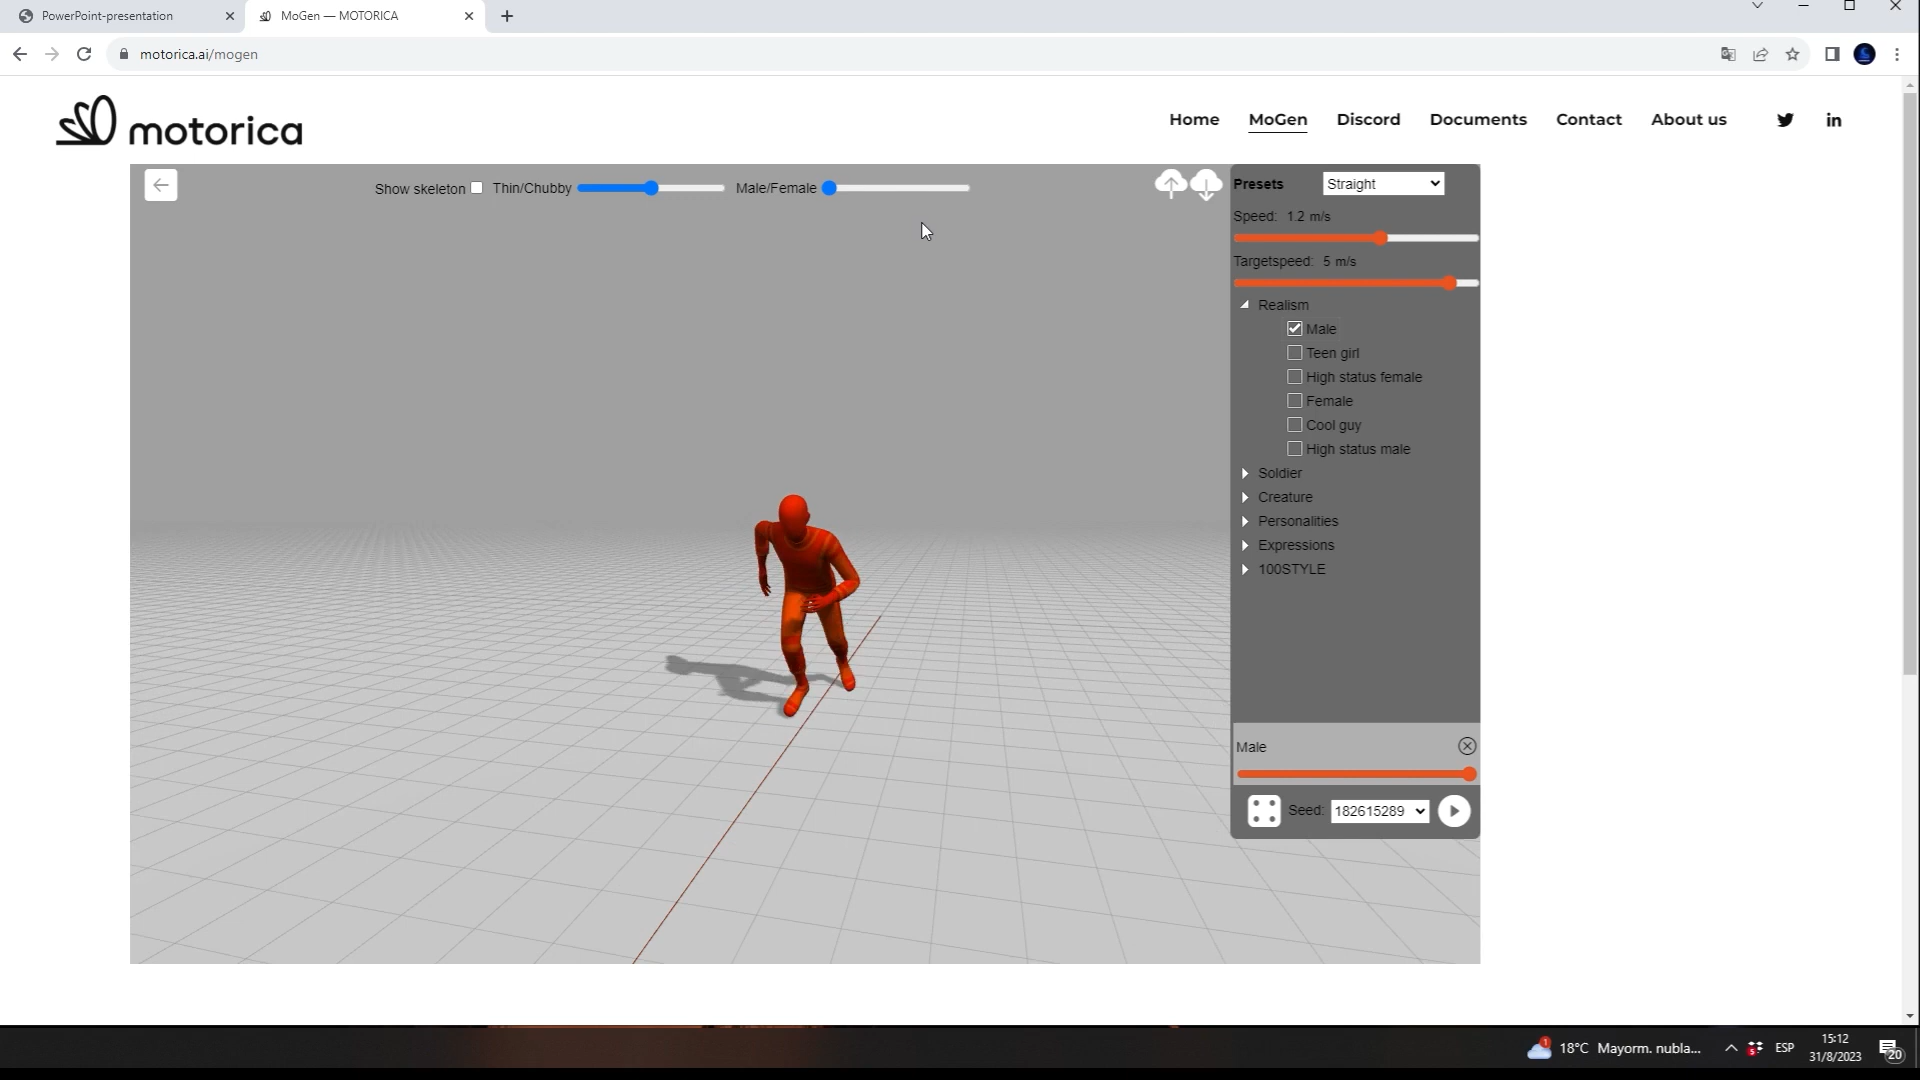 PowerPoint-presentation
MoGen — MOTORICA
motorica.ai/mogen
motorica
Home MoGen Discord Documents Contact About us
Show skeleton Thin/Chubby Male/Female
Presets Straight
Speed: 1.2 m/s
Targetspeed: 5 m/s
Realism
Male
Teen girl
High status female
Female
Cool guy
High status male
Soldier
Creature
Personalities
Expressions
100STYLE
Male
Seed: 182615289
1 18°C Mayorm. nubla... ESP 15:12
31/8/2023
20